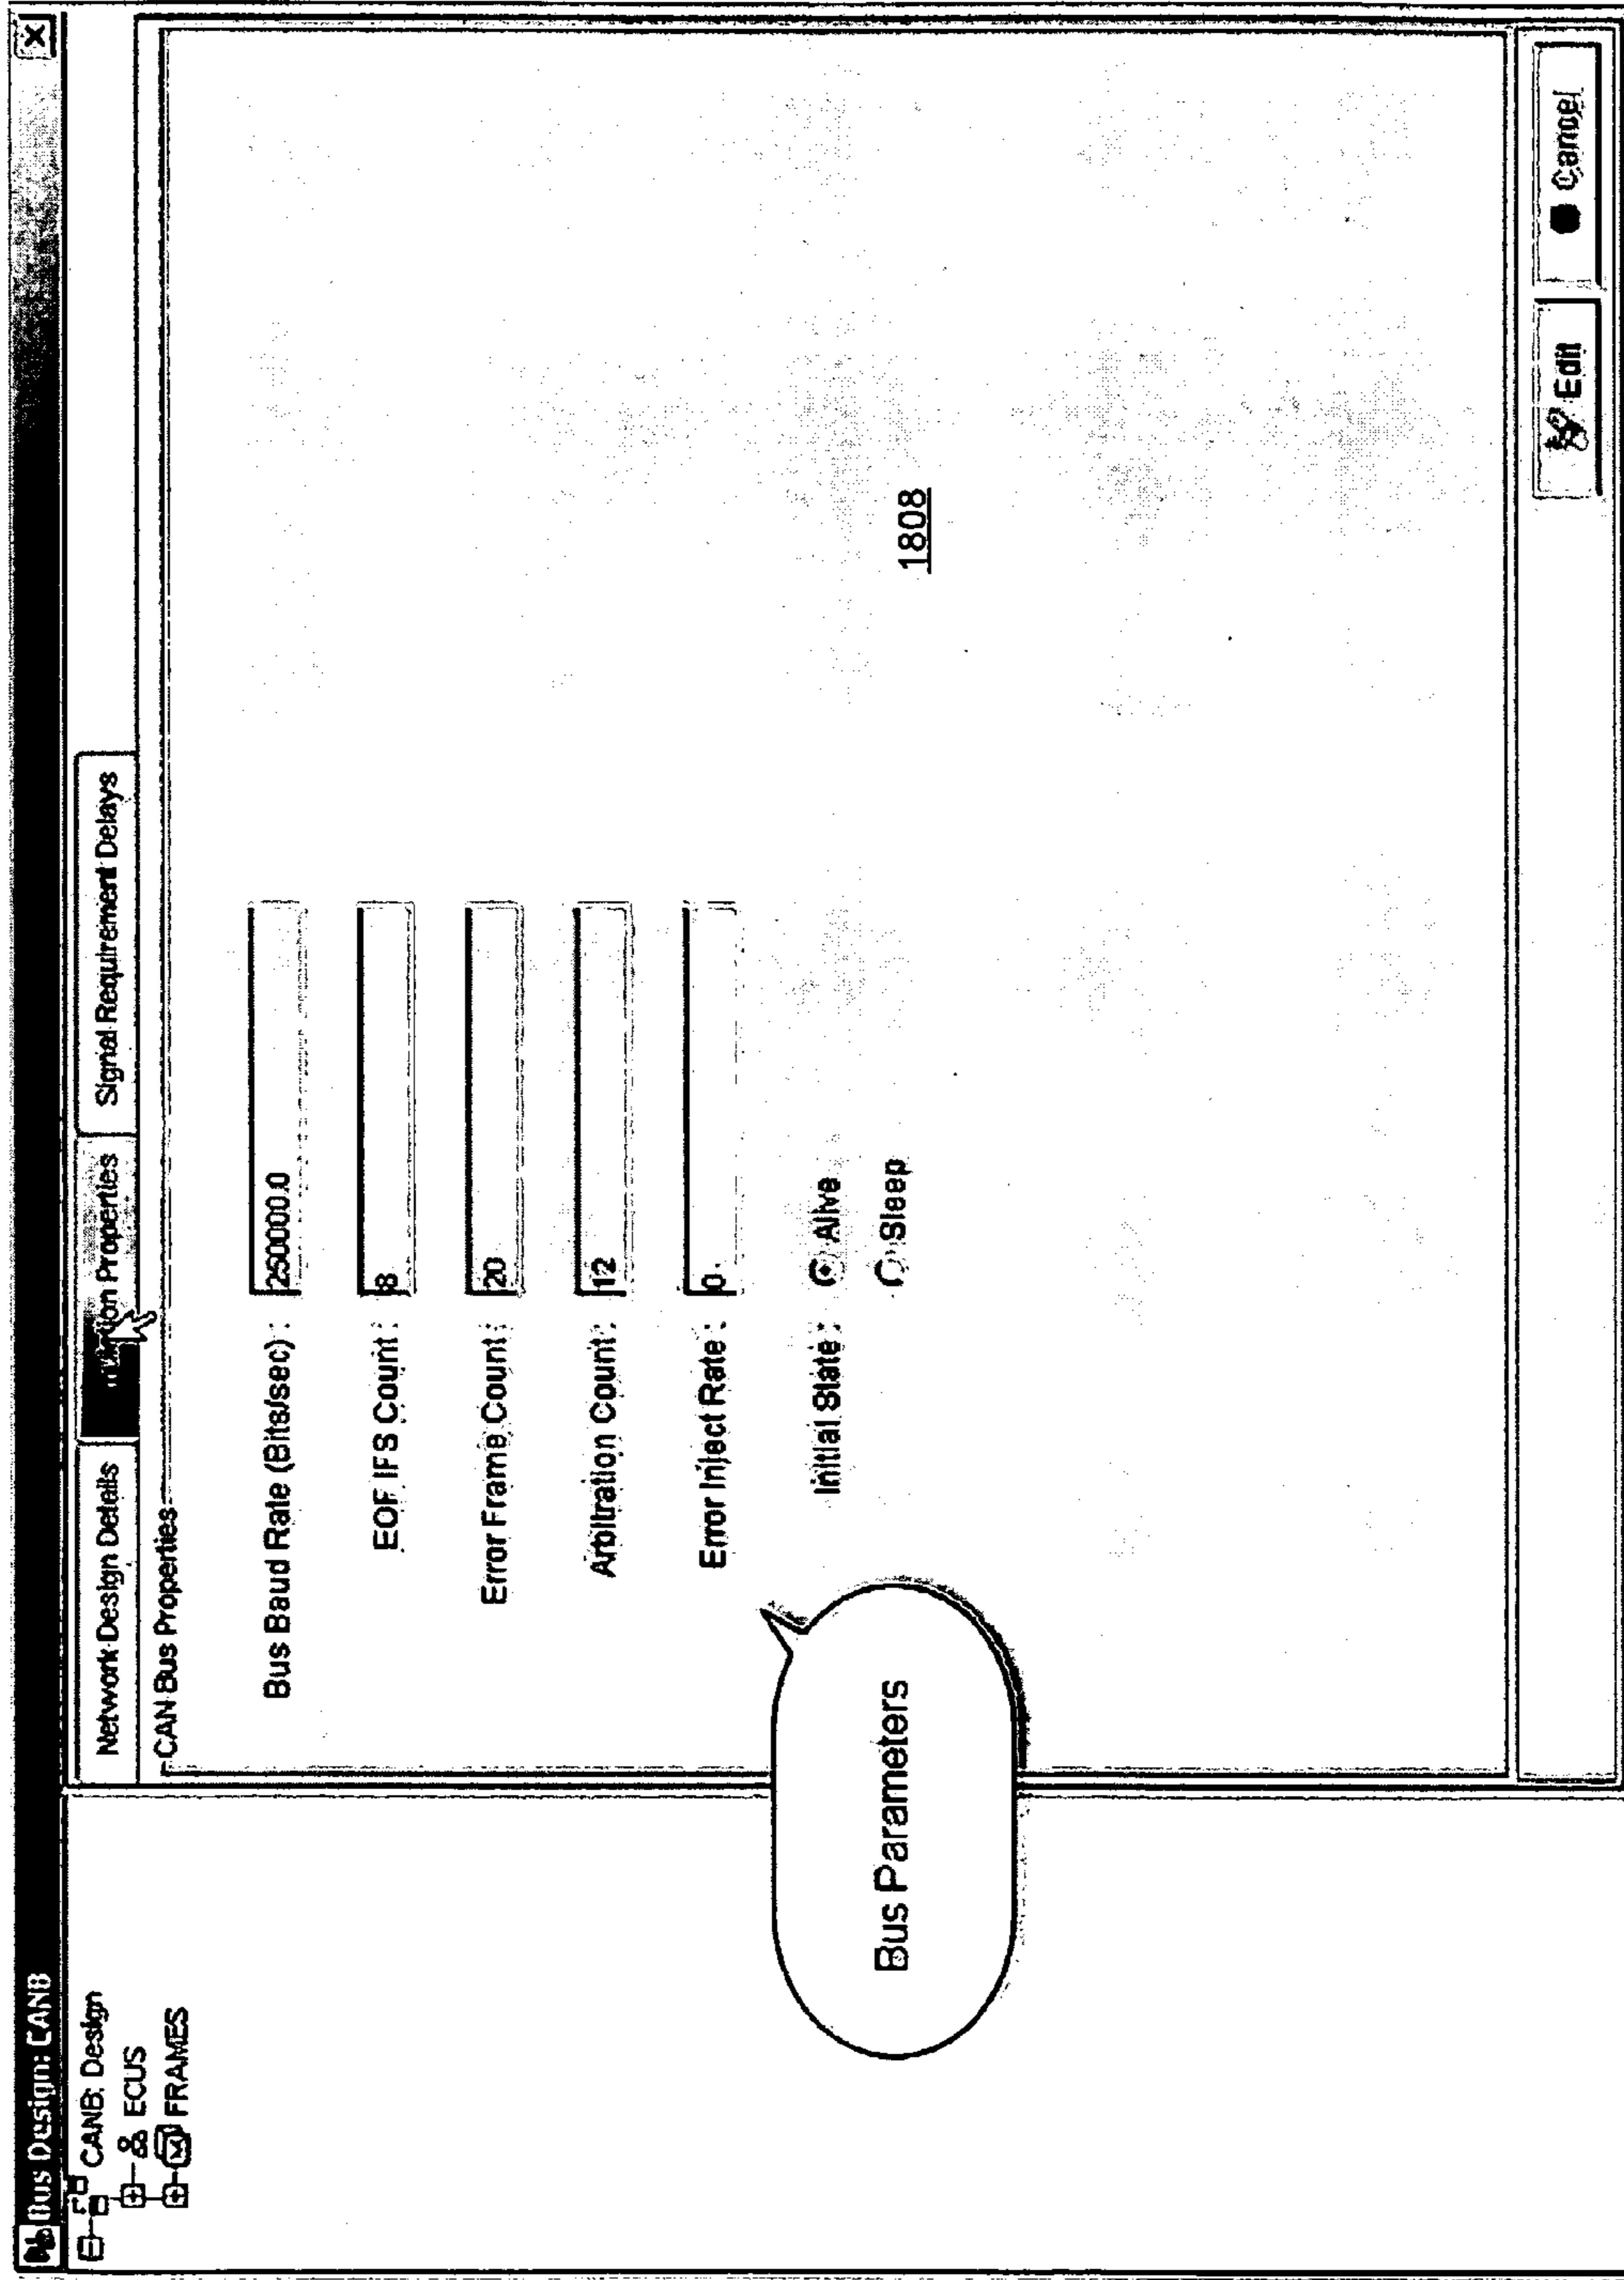 Bus Design: CANB
CANB: Design
ECUS
FRAMES
Network Design Details
Properties
Signal Requirement Delays
CAN Bus Properties
Bus Baud Rate (Bits/sec) : 250000.0
EOF IFS Count : 8
Error Frame Count : 20
Arbitration Count : 12
Error Inject Rate : 0
Initial State : Alive
Sleep
Bus Parameters
1808
Edit
Cancel